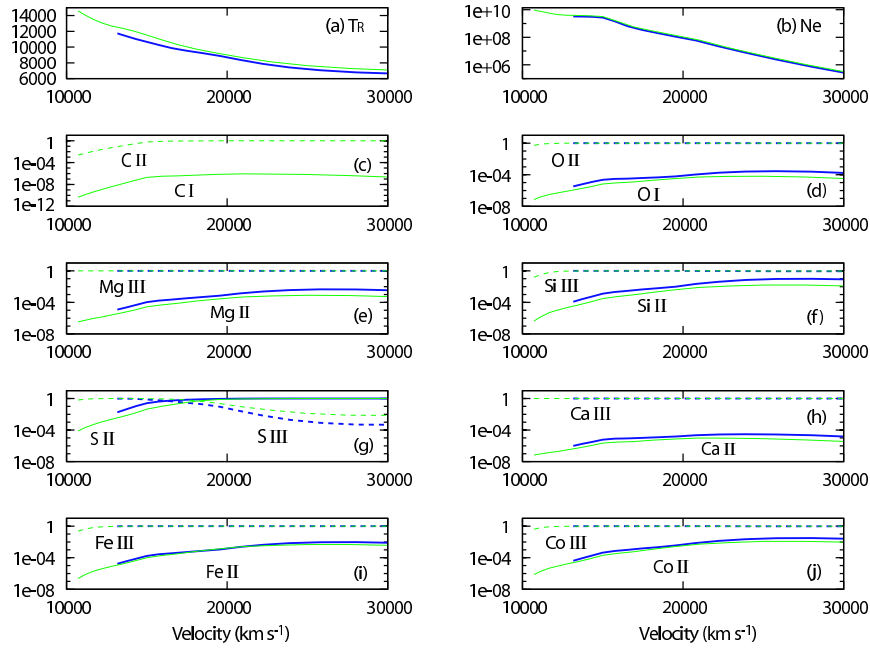 14000
12000
10000
8000
6000
(a) TR
10000 20000 30000
1e+10
1e+08
1e+06
(b) Ne
10000 20000 30000
1
1e-04
1e-08
1e-12
C II
C I
(c)
10000 20000 30000
1
1e-04
1e-08
O II
O I
(d)
10000 20000 30000
1
1e-04
1e-08
Mg III
Mg II
(e)
10000 20000 30000
1
1e-04
1e-08
Si III
Si II
(f)
10000 20000 30000
1
1e-04
1e-08
S II
S III
(g)
10000 20000 30000
1
1e-04
1e-08
Ca III
Ca II
(h)
10000 20000 30000
1
1e-04
1e-08
Fe III
Fe II
(i)
10000 20000 30000
Velocity (km s⁻¹)
1
1e-04
1e-08
Co III
Co II
(j)
10000 20000 30000
Velocity (km s⁻¹)